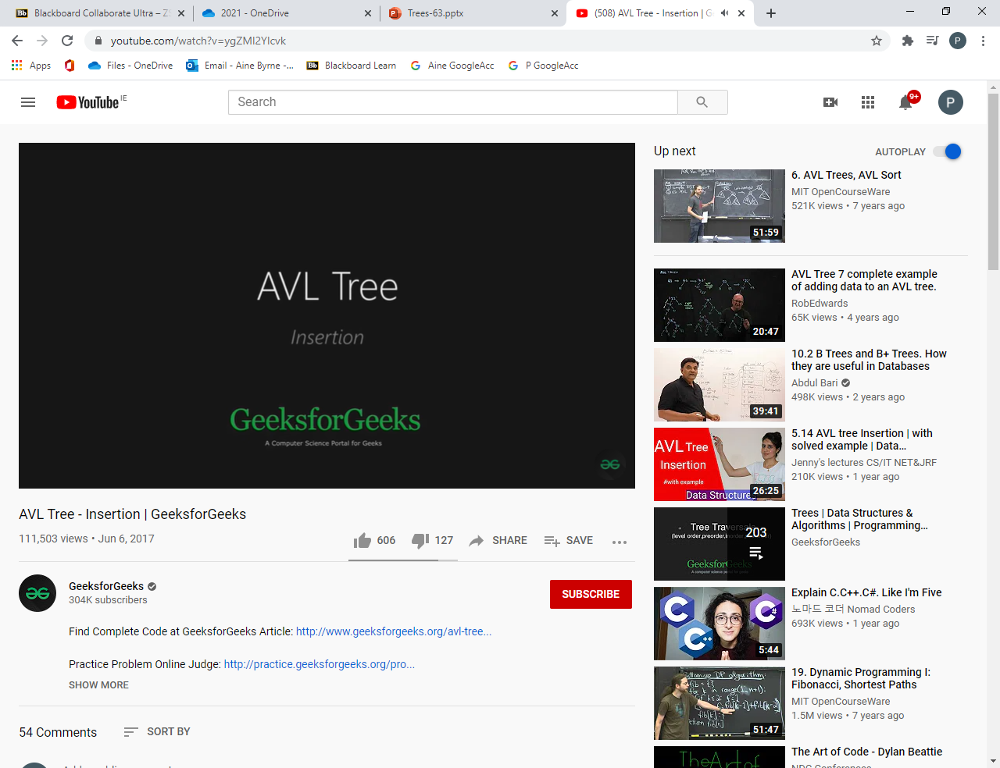 Blackboard Collaborate Ultra – Z
2021 - OneDrive
Trees-63.pptx
(508) AVL Tree - Insertion | G
youtube.com/watch?v=ygZMI2YIcvk
P
Apps
Files - OneDrive
Email - Aine Byrne -...
Bb
Blackboard Learn
Aine GoogleAcc
P GoogleAcc
YouTube IE
Search
9+
P
AVL Tree
Insertion
GeeksforGeeks
A Computer Science Portal for Geeks
AVL Tree - Insertion | GeeksforGeeks
111,503 views • Jun 6, 2017
606
127
SHARE
SAVE
GeeksforGeeks
304K subscribers
SUBSCRIBE
Find Complete Code at GeeksforGeeks Article: http://www.geeksforgeeks.org/avl-tree...
Practice Problem Online Judge: http://practice.geeksforgeeks.org/pro...
SHOW MORE
54 Comments
SORT BY
Up next
AUTOPLAY
51:59
6. AVL Trees, AVL Sort
MIT OpenCourseWare
521K views • 7 years ago
20:47
AVL Tree 7 complete example
of adding data to an AVL tree.
RobEdwards
65K views • 4 years ago
39:41
10.2 B Trees and B+ Trees. How
they are useful in Databases
Abdul Bari
498K views • 2 years ago
AVL Tree
Insertion
#with example
Data Structures
26:25
5.14 AVL tree Insertion | with
solved example | Data...
Jenny's lectures CS/IT NET&JRF
210K views • 1 year ago
Tree Traversals
203
GeeksforGeeks
Trees | Data Structures &
Algorithms | Programming...
GeeksforGeeks
C
C++
C#
5:44
Explain C.C++.C#. Like I'm Five
노마드 코더 Nomad Coders
693K views • 1 year ago
51:47
19. Dynamic Programming I:
Fibonacci, Shortest Paths
MIT OpenCourseWare
1.5M views • 7 years ago
The Art of
The Art of Code - Dylan Beattie